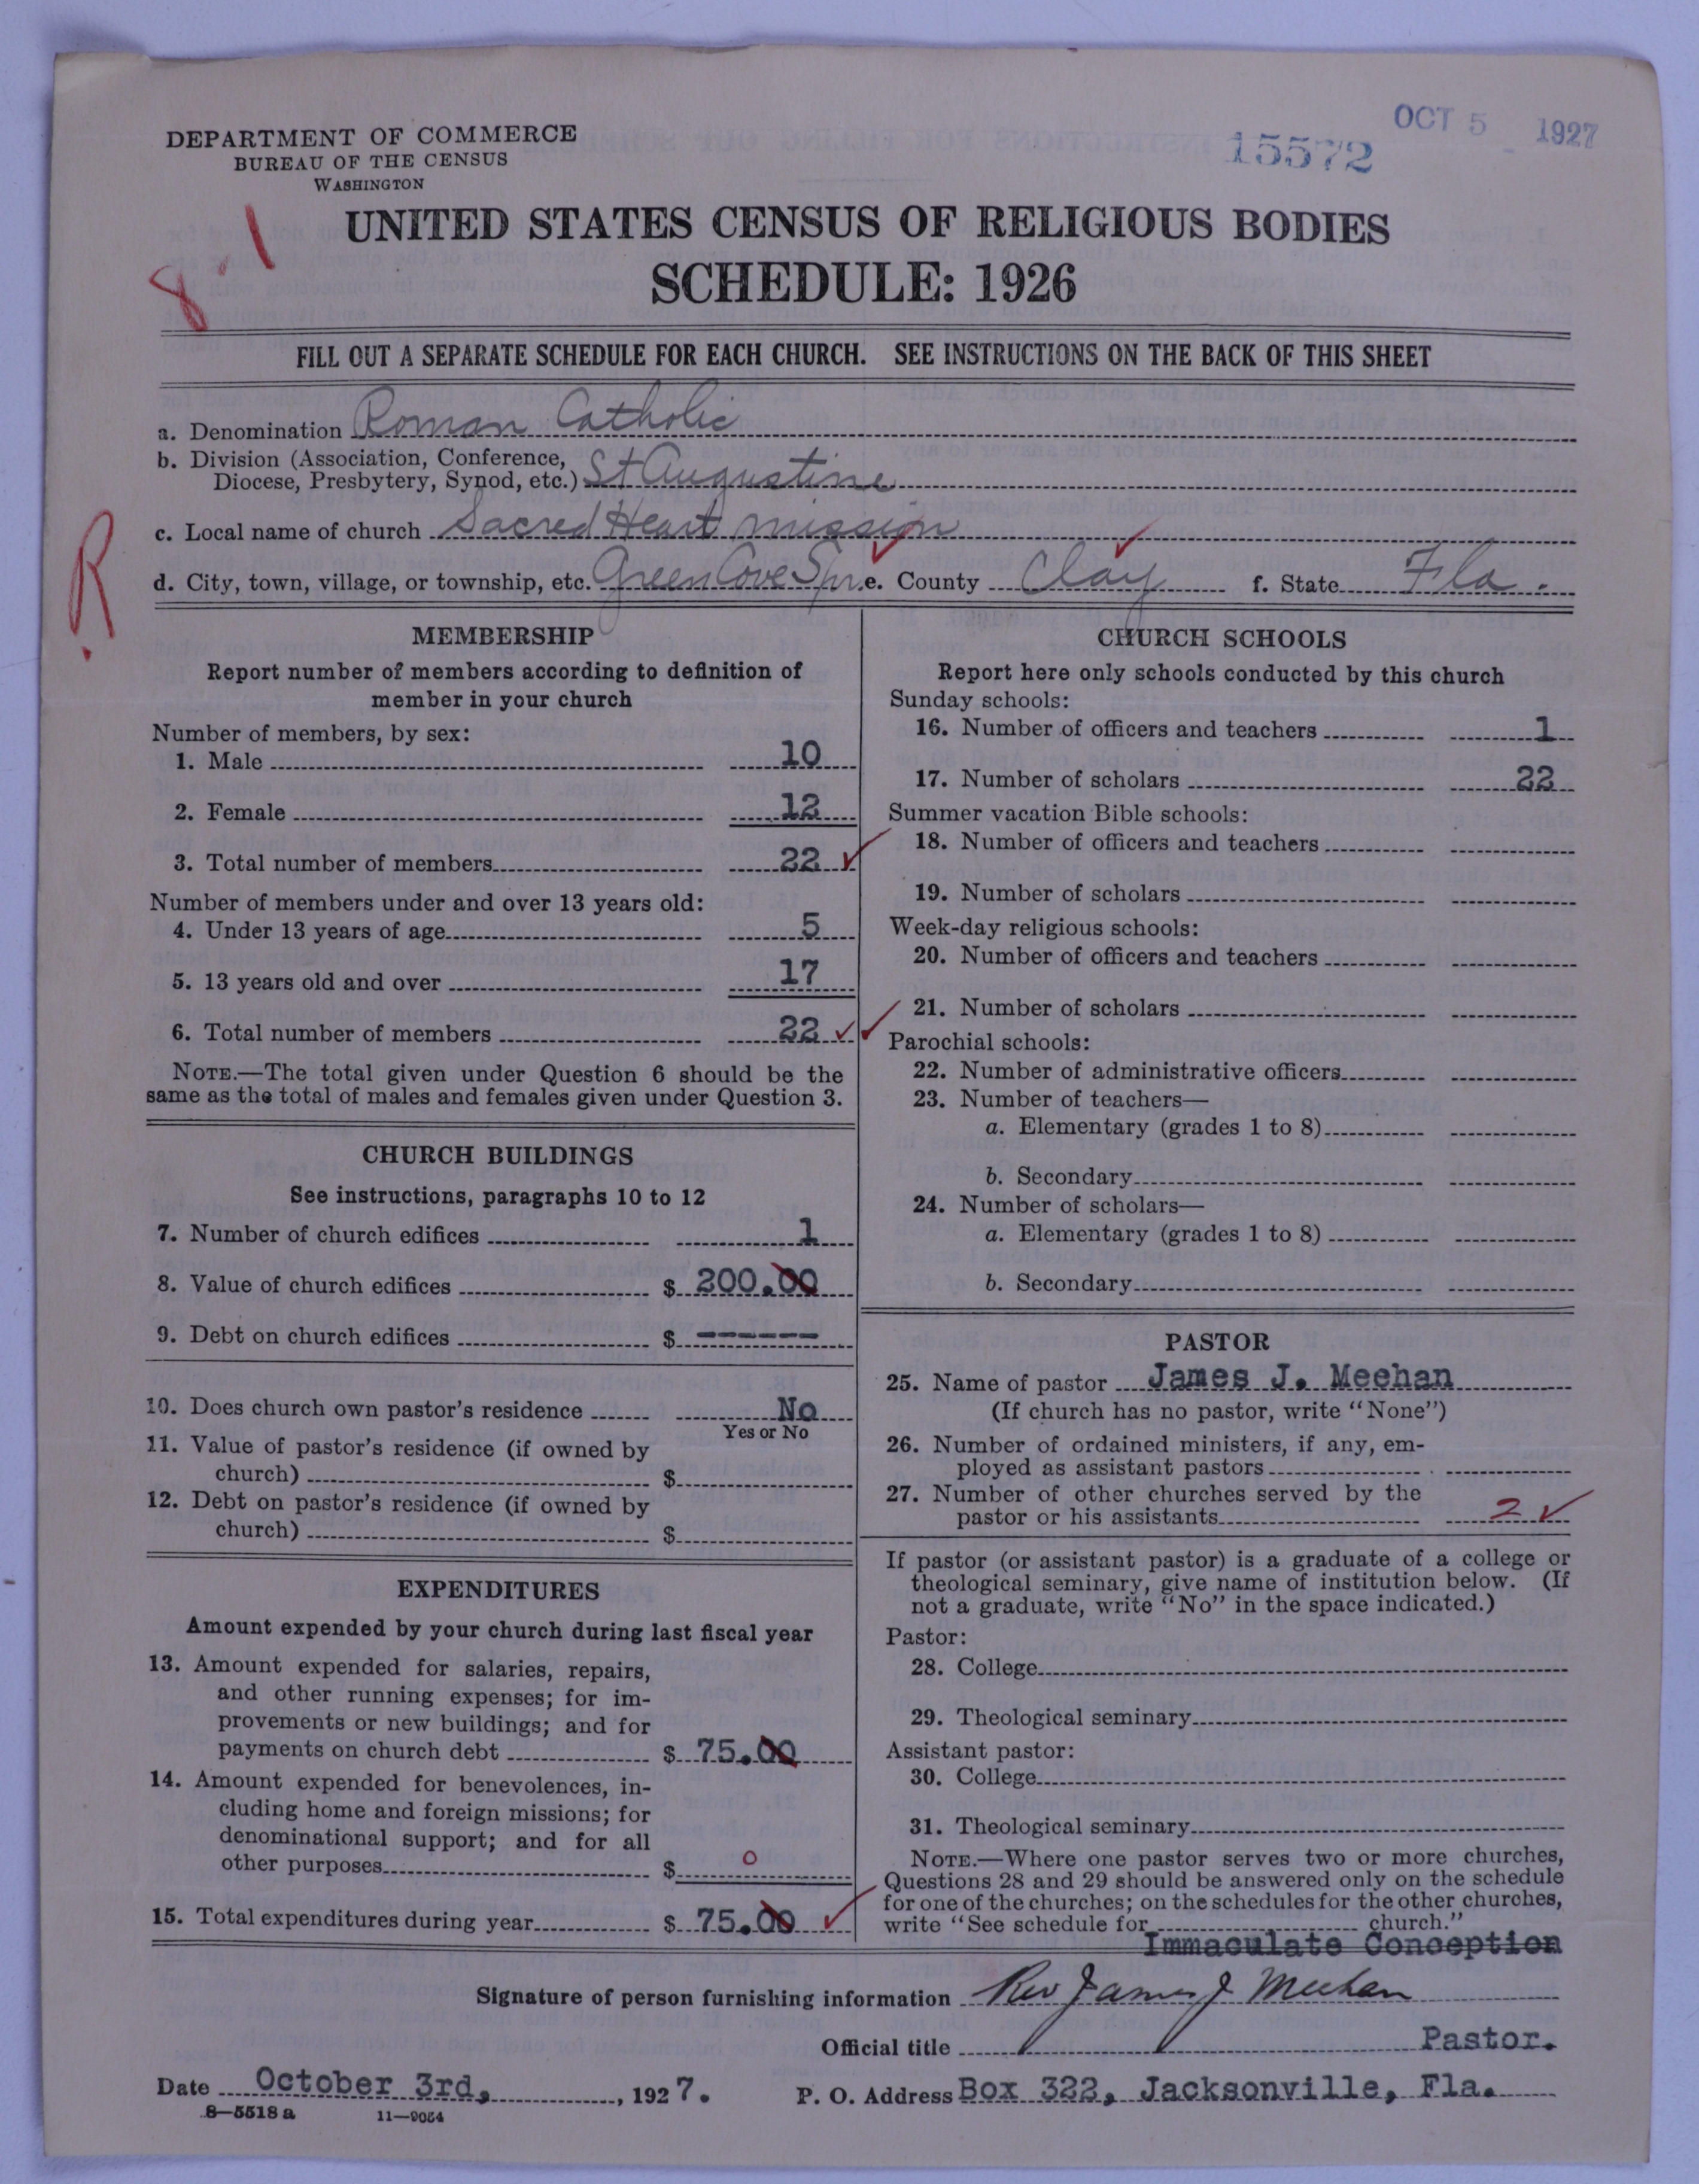 DEPARTMENT OF COMMERCE
BUREAU OF THE CENSUS
WASHINGTON
15572
OCT 5 1927
8 1
UNITED STATES CENSUS OF RELIGIOUS BODIES
SCHEDULE: 1926
FILL OUT A SEPARATE SCHEDULE FOR EACH CHURCH. SEE INSTRUCTIONS ON THE BACK OF THIS SHEET
a. Denomination Roman Catholic
b. Division (Association, Conference,
Diocese, Presbytery, Synod, etc.) St Augustine
c. Local name of church Sacred Heart mission
R
d. City, town, village, or township, etc. Green Cove Spr. e. County Clay f. State Fla.
MEMBERSHIP
Report number of members according to definition of
member in your church
Number of members, by sex:
1. Male 10
2. Female 12
3. Total number of members 22 ✓
Number of members under and over 13 years old:
4. Under 13 years of age 5
5. 13 years old and over 17
6. Total number of members 22 ✓✓
NOTE.—The total given under Question 6 should be the
same as the total of males and females given under Question 3.
CHURCH BUILDINGS
See instructions, paragraphs 10 to 12
7. Number of church edifices 1
8. Value of church edifices $ 200.00
9. Debt on church edifices $ ------
10. Does church own pastor's residence No
Yes or No
11. Value of pastor's residence (if owned by
church) $
12. Debt on pastor's residence (if owned by
church) $
EXPENDITURES
Amount expended by your church during last fiscal year
13. Amount expended for salaries, repairs,
and other running expenses; for im-
provements or new buildings; and for
payments on church debt $ 75.00
14. Amount expended for benevolences, in-
cluding home and foreign missions; for
denominational support; and for all
other purposes $ 0
15. Total expenditures during year $ 75.00 ✓
CHURCH SCHOOLS
Report here only schools conducted by this church
Sunday schools:
16. Number of officers and teachers 1
17. Number of scholars 22
Summer vacation Bible schools:
18. Number of officers and teachers
19. Number of scholars
Week-day religious schools:
20. Number of officers and teachers
21. Number of scholars
Parochial schools:
22. Number of administrative officers
23. Number of teachers—
a. Elementary (grades 1 to 8)
b. Secondary
24. Number of scholars—
a. Elementary (grades 1 to 8)
b. Secondary
PASTOR
25. Name of pastor James J. Meehan
(If church has no pastor, write "None")
26. Number of ordained ministers, if any, em-
ployed as assistant pastors
27. Number of other churches served by the
pastor or his assistants 2 ✓
If pastor (or assistant pastor) is a graduate of a college or
theological seminary, give name of institution below. (If
not a graduate, write "No" in the space indicated.)
Pastor:
28. College
29. Theological seminary
Assistant pastor:
30. College
31. Theological seminary
NOTE.—Where one pastor serves two or more churches,
Questions 28 and 29 should be answered only on the schedule
for one of the churches; on the schedules for the other churches,
write "See schedule for church."
Immaculate Conception
Signature of person furnishing information Rev James J Meehan
Official title Pastor.
Date October 3rd, , 1927. P. O. Address Box 322, Jacksonville, Fla.
8—5518 a 11—9054